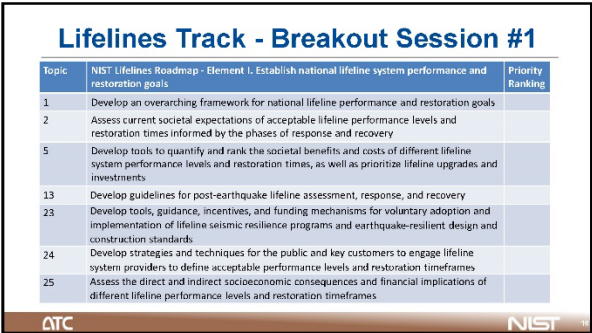 Lifelines Track - Breakout Session #1
Topic NIST Lifelines Roadmap - Element I. Establish national lifeline system performance and Priority
restoration goals Ranking
1 Develop an overarching framework for national lifeline performance and restoration goals
2 Assess current societal expectations of acceptable lifeline performance levels and
restoration times informed by the phases of response and recovery
5 Develop tools to quantify and rank the societal benefits and costs of different lifeline
system performance levels and restoration times, as well as prioritize lifeline upgrades and
investments
13 Develop guidelines for post-earthquake lifeline assessment, response, and recovery
23 Develop tools, guidance, incentives, and funding mechanisms for voluntary adoption and
implementation of lifeline seismic resilience programs and earthquake-resilient design and
construction standards
24 Develop strategies and techniques for the public and key customers to engage lifeline
system providers to define acceptable performance levels and restoration timeframes
25 Assess the direct and indirect socioeconomic consequences and financial implications of
different lifeline performance levels and restoration timeframes
ATC NIST